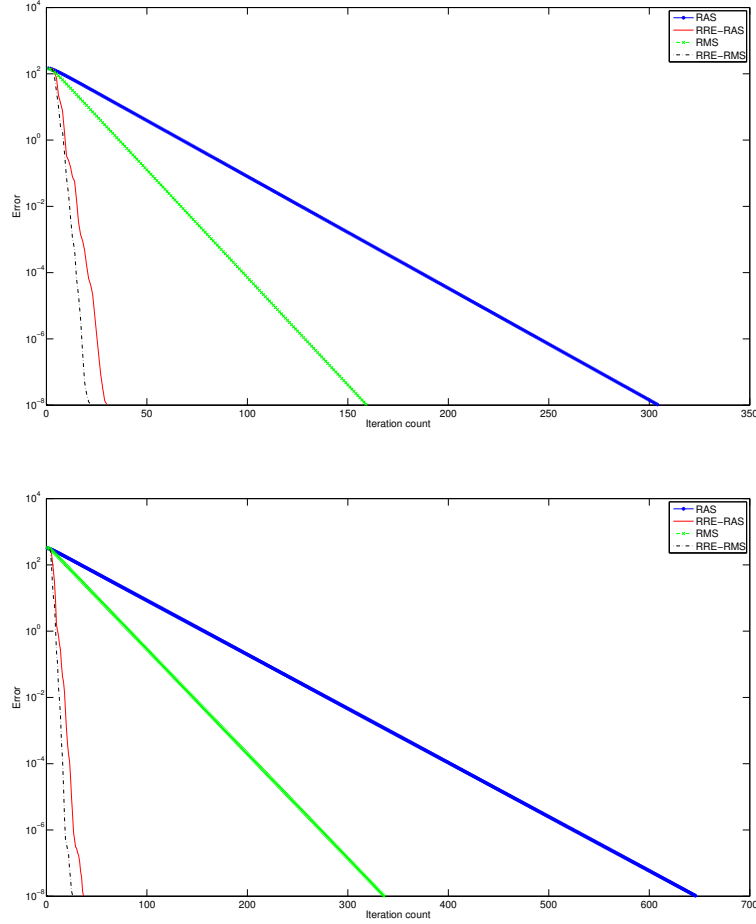 10^4
10^2
10^0
10^-2
10^-4
10^-6
10^-8
Error
0 50 100 150 200 250 300 350
Iteration count
RAS
RRE-RAS
RMS
RRE-RMS
10^4
10^2
10^0
10^-2
10^-4
10^-6
10^-8
Error
0 100 200 300 400 500 600 700
Iteration count
RAS
RRE-RAS
RMS
RRE-RMS